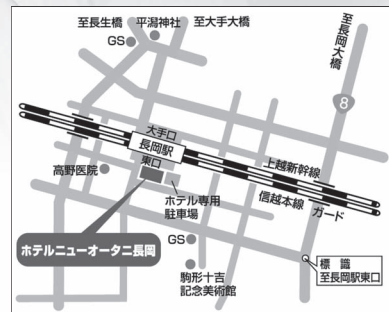 至長生橋
平潟神社
至大手大橋
GS
至長岡大橋
8
大手口
長岡駅
東口
上越新幹線
高野医院
ホテル専用
駐車場
信越本線
ガード
ホテルニューオータニ長岡
GS
駒形十吉
記念美術館
標 識
至長岡駅東口